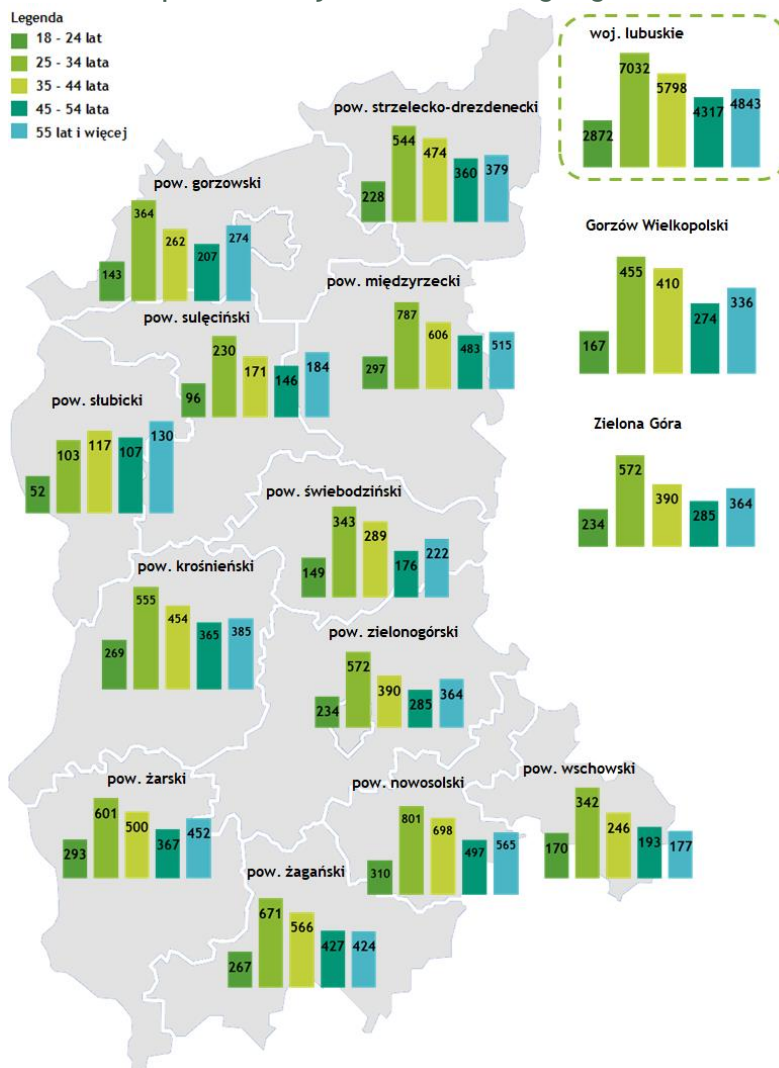 Legenda
18 - 24 lat
25 - 34 lata
35 - 44 lata
45 - 54 lata
55 lat i więcej
woj. lubuskie
2872 7032 5798 4317 4843
pow. strzelecko-drezdenecki
228 544 474 360 379
pow. gorzowski
143 364 262 207 274
Gorzów Wielkopolski
167 455 410 274 336
pow. międzyrzecki
297 787 606 483 515
pow. sulęciński
96 230 171 146 184
pow. słubicki
52 103 117 107 130
Zielona Góra
234 572 390 285 364
pow. świebodziński
149 343 289 176 222
pow. krośnieński
269 555 454 365 385
pow. zielonogórski
234 572 390 285 364
pow. żarski
293 601 500 367 452
pow. nowosolski
310 801 698 497 565
pow. wschowski
170 342 246 193 177
pow. żagański
267 671 566 427 424